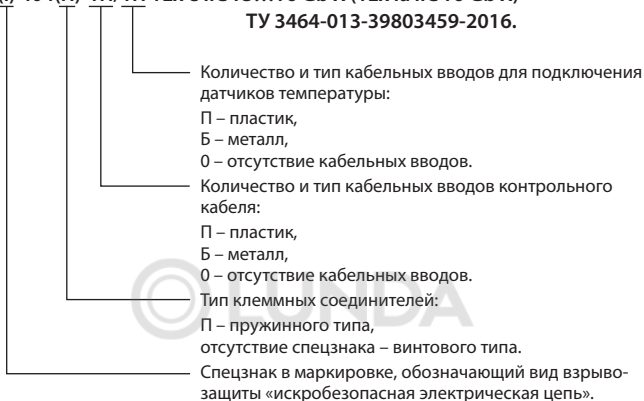 ТУ 3464-013-39803459-2016.
Количество и тип кабельных вводов для подключения
датчиков температуры:
П – пластик,
Б – металл,
0 – отсутствие кабельных вводов.
Количество и тип кабельных вводов контрольного
кабеля:
П – пластик,
Б – металл,
0 – отсутствие кабельных вводов.
LUNDA
Тип клеммных соединителей:
П – пружинного типа,
отсутствие спецзнака – винтового типа.
Спецзнак в маркировке, обозначающий вид взрыво-
защиты «искробезопасная электрическая цепь».